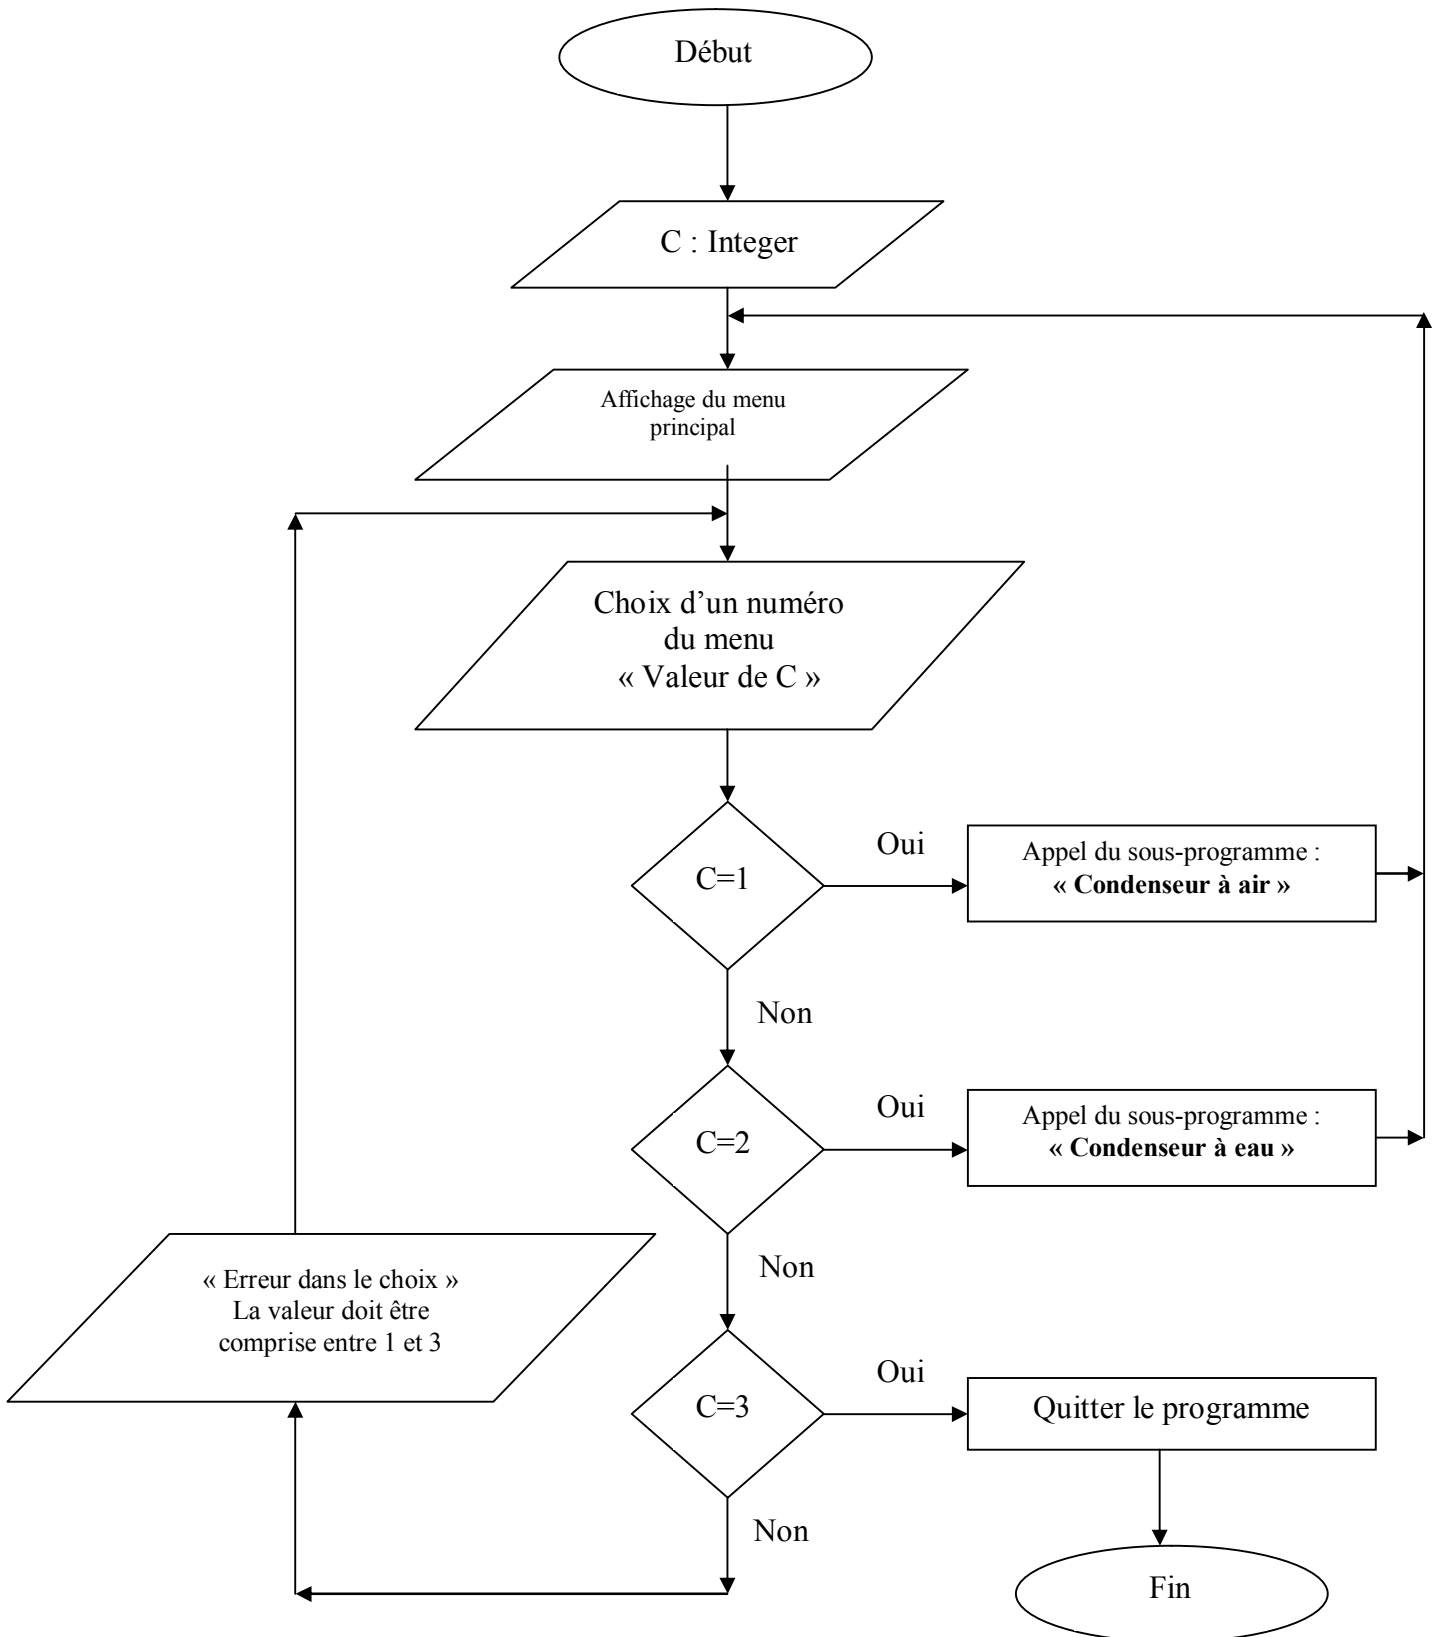 Début
C : Integer
Affichage du menu
principal
Choix d’un numéro
du menu
« Valeur de C »
C=1
Oui
Appel du sous-programme :
« Condenseur à air »
Non
C=2
Oui
Appel du sous-programme :
« Condenseur à eau »
Non
« Erreur dans le choix »
La valeur doit être
comprise entre 1 et 3
C=3
Oui
Quitter le programme
Non
Fin